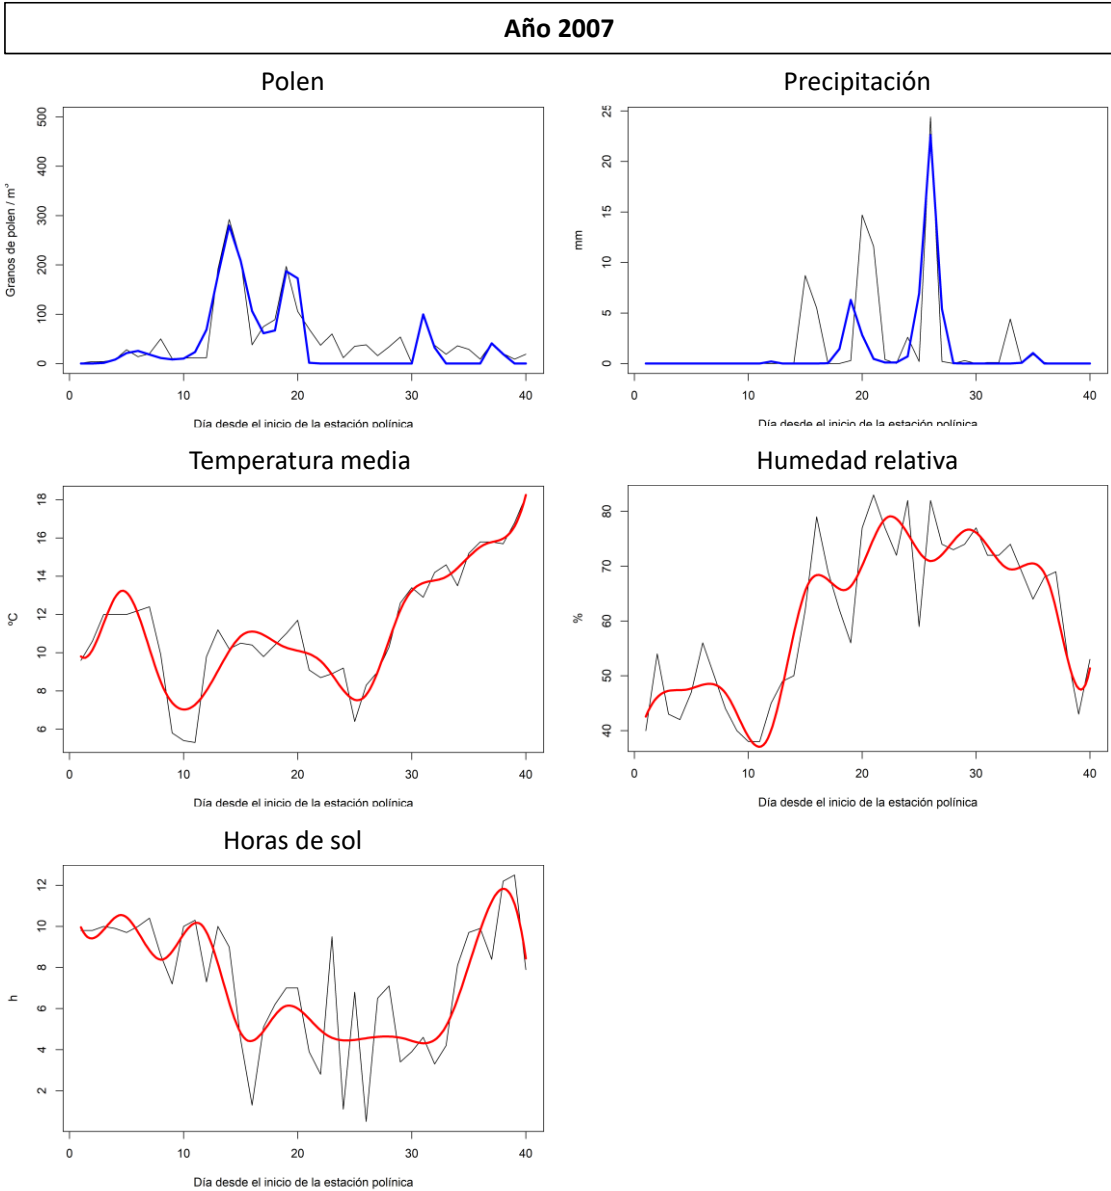 Año 2007
Polen
Precipitación
500
400
300
200
100
0
Granos de polen / m³
0 10 20 30 40
Día desde el inicio de la estación polínica
25
20
15
10
5
0
mm
0 10 20 30 40
Día desde el inicio de la estación polínica
Temperatura media
Humedad relativa
18
16
14
12
10
8
6
ºC
0 10 20 30 40
Día desde el inicio de la estación polínica
80
70
60
50
40
%
0 10 20 30 40
Día desde el inicio de la estación polínica
Horas de sol
12
10
8
6
4
2
h
0 10 20 30 40
Día desde el inicio de la estación polínica